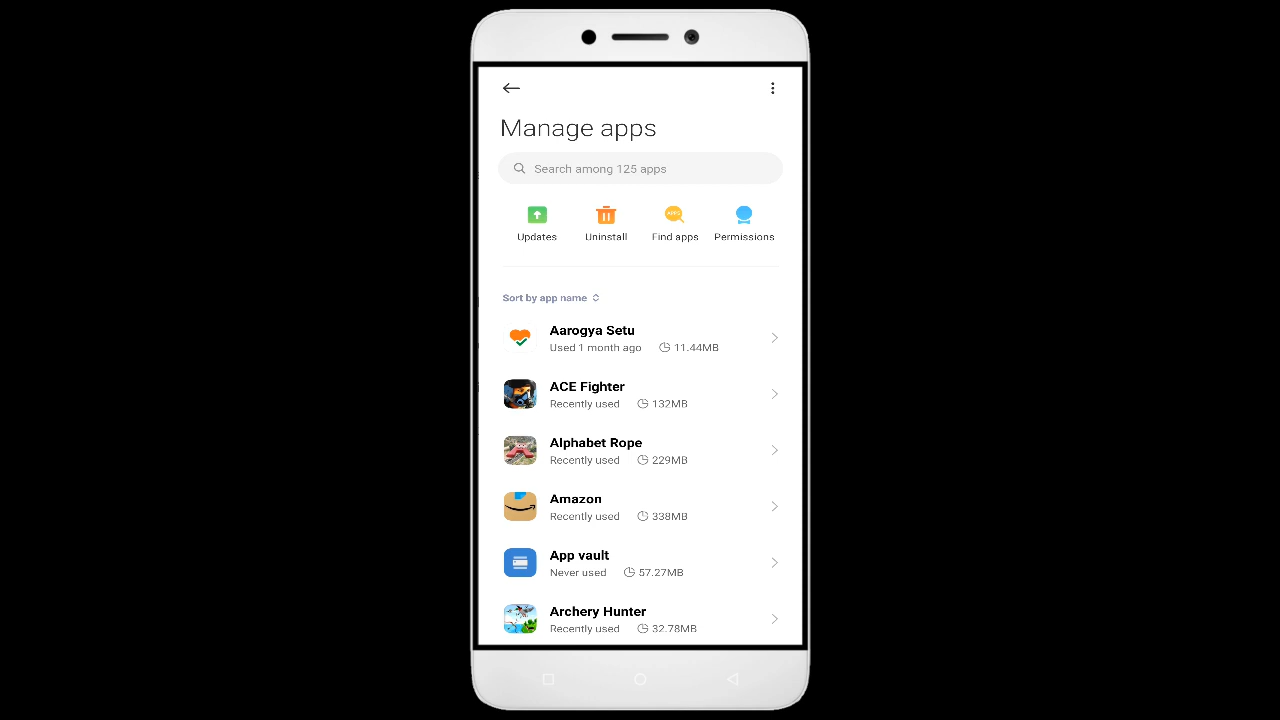 Manage apps
Search among 125 apps
Updates Uninstall Find apps Permissions
Sort by app name
Aarogya Setu
Used 1 month ago 11.44MB
ACE Fighter
Recently used 132MB
Alphabet Rope
Recently used 229MB
Amazon
Recently used 338MB
App vault
Never used 57.27MB
Archery Hunter
Recently used 32.78MB